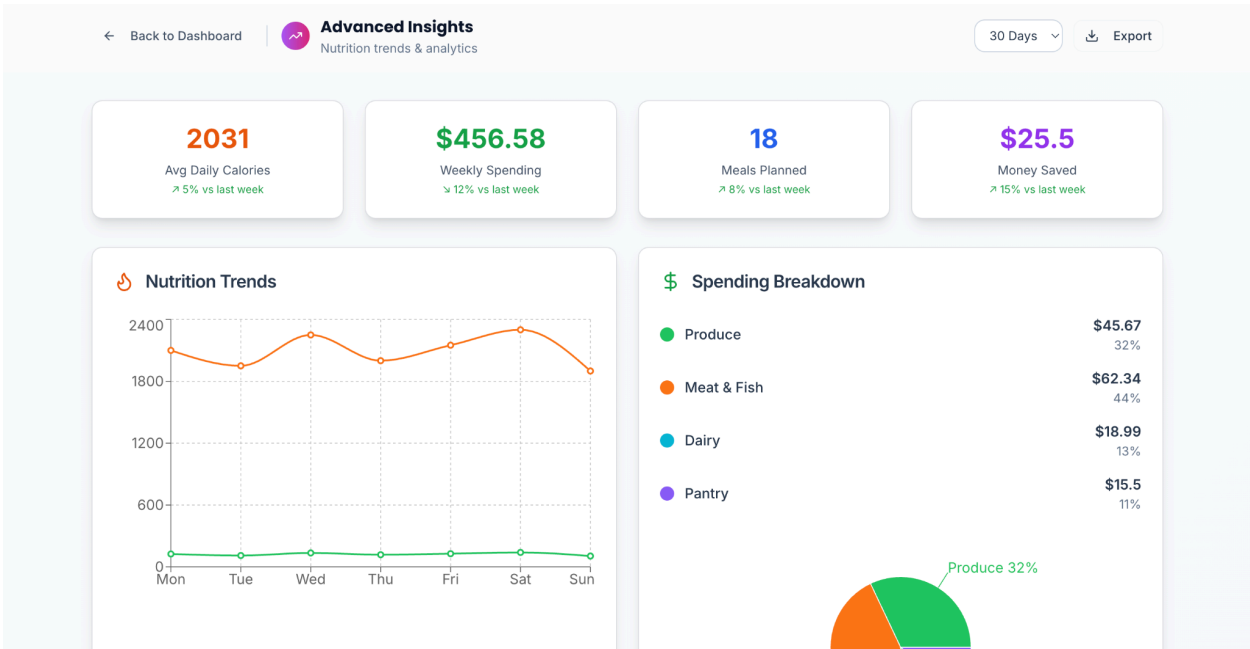 Back to Dashboard
Advanced Insights
Nutrition trends & analytics
30 Days
Export
2031
Avg Daily Calories
↗ 5% vs last week
$456.58
Weekly Spending
↘ 12% vs last week
18
Meals Planned
↗ 8% vs last week
$25.5
Money Saved
↗ 15% vs last week
Nutrition Trends
2400
1800
1200
600
0
Mon Tue Wed Thu Fri Sat Sun
Spending Breakdown
Produce
$45.67
32%
Meat & Fish
$62.34
44%
Dairy
$18.99
13%
Pantry
$15.5
11%
Produce 32%